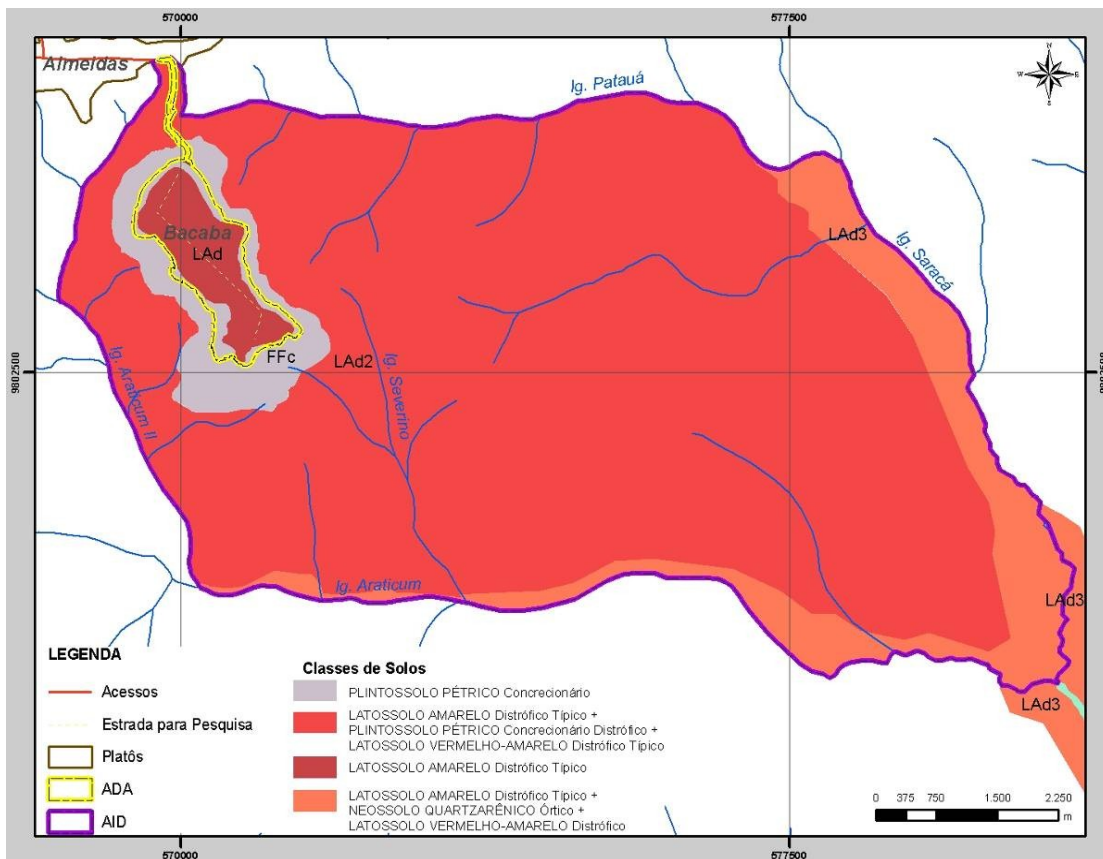 570000
577500
Almeidas
Ig. Patauá
N
W
E
S
Bacaba
LAd
LAd3
Ig. Saracá
FFc
LAd2
9802500
9802500
Ig. Araticum II
Ig. Severino
Ig. Araticum
LAd3
LAd3
LEGENDA
Acessos
Estrada para Pesquisa
Platôs
ADA
AID
Classes de Solos
PLINTOSSOLO PÉTRICO Concrecionário
LATOSSOLO AMARELO Distrófico Típico +
PLINTOSSOLO PÉTRICO Concrecionário Distrófico +
LATOSSOLO VERMELHO-AMARELO Distrófico Típico
LATOSSOLO AMARELO Distrófico Típico
LATOSSOLO AMARELO Distrófico Típico +
NEOSSOLO QUARTZARÊNICO Órtico +
LATOSSOLO VERMELHO-AMARELO Distrófico
0 375 750 1,500 2,250
m
570000
577500